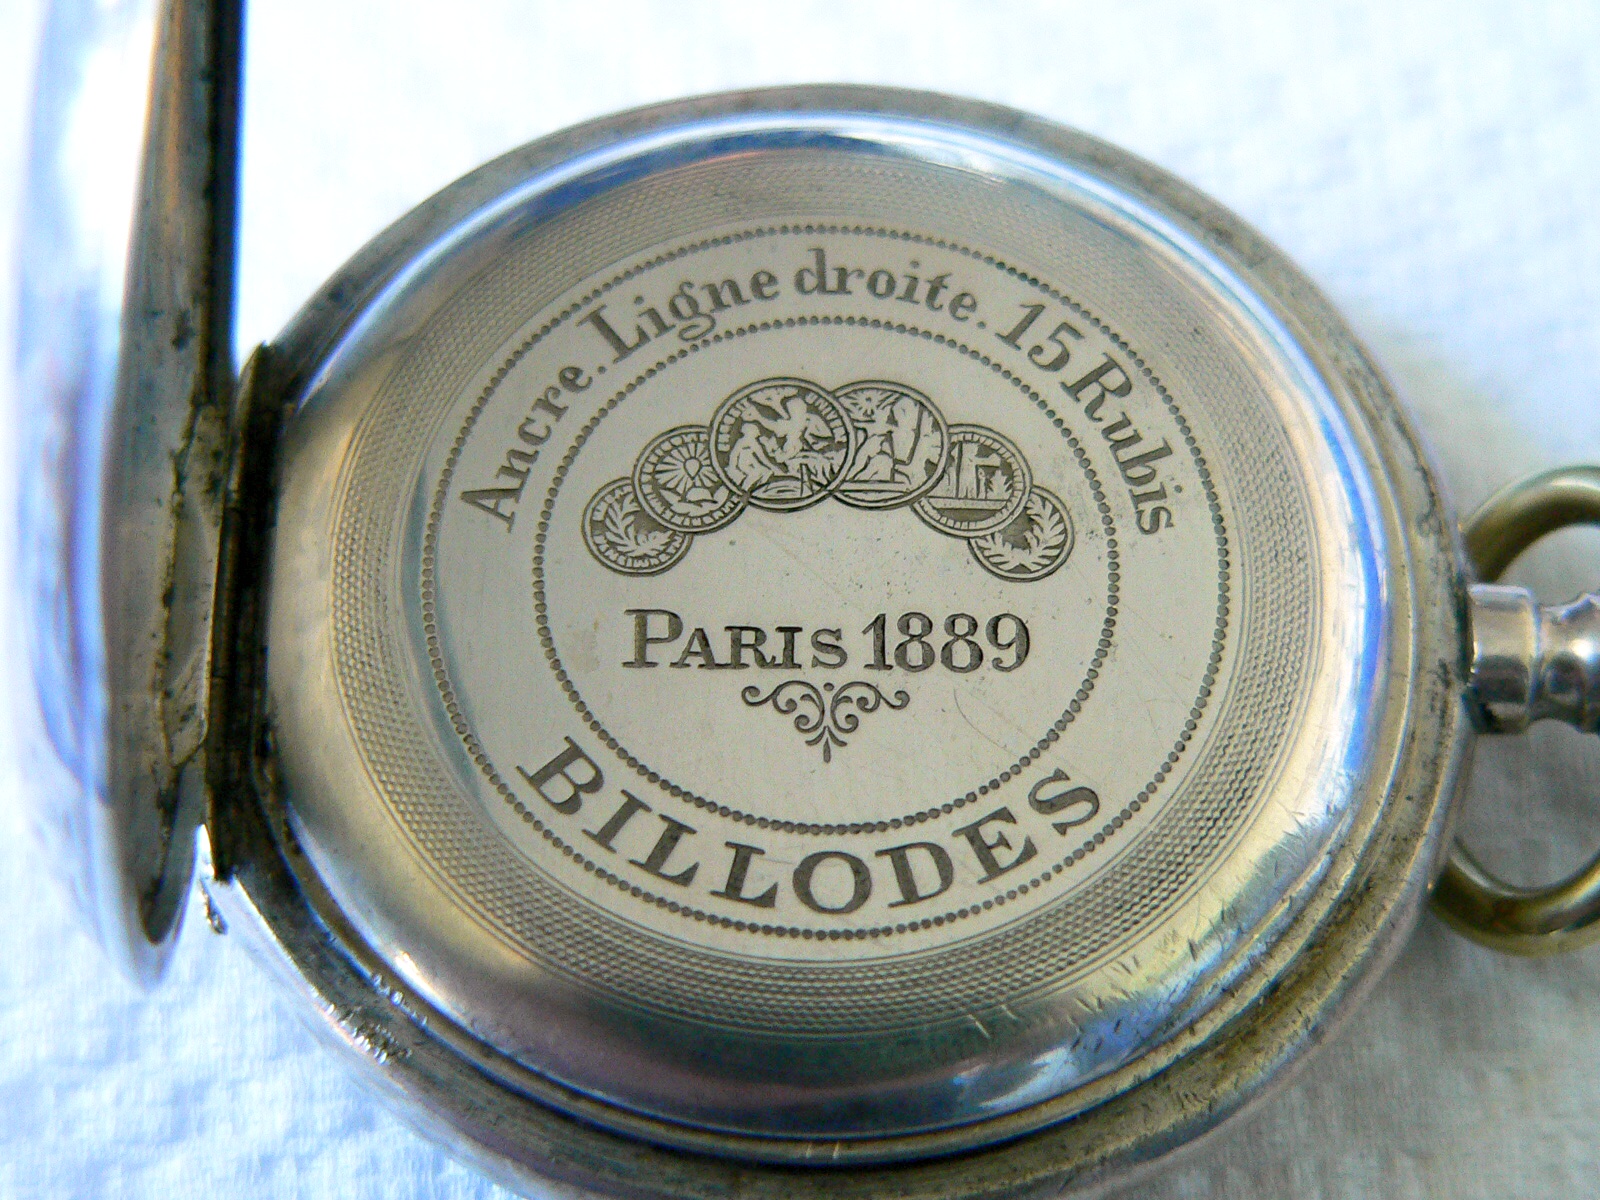 Ancre. Ligne droite. 15 Rubis
PARIS 1889
BILLODES